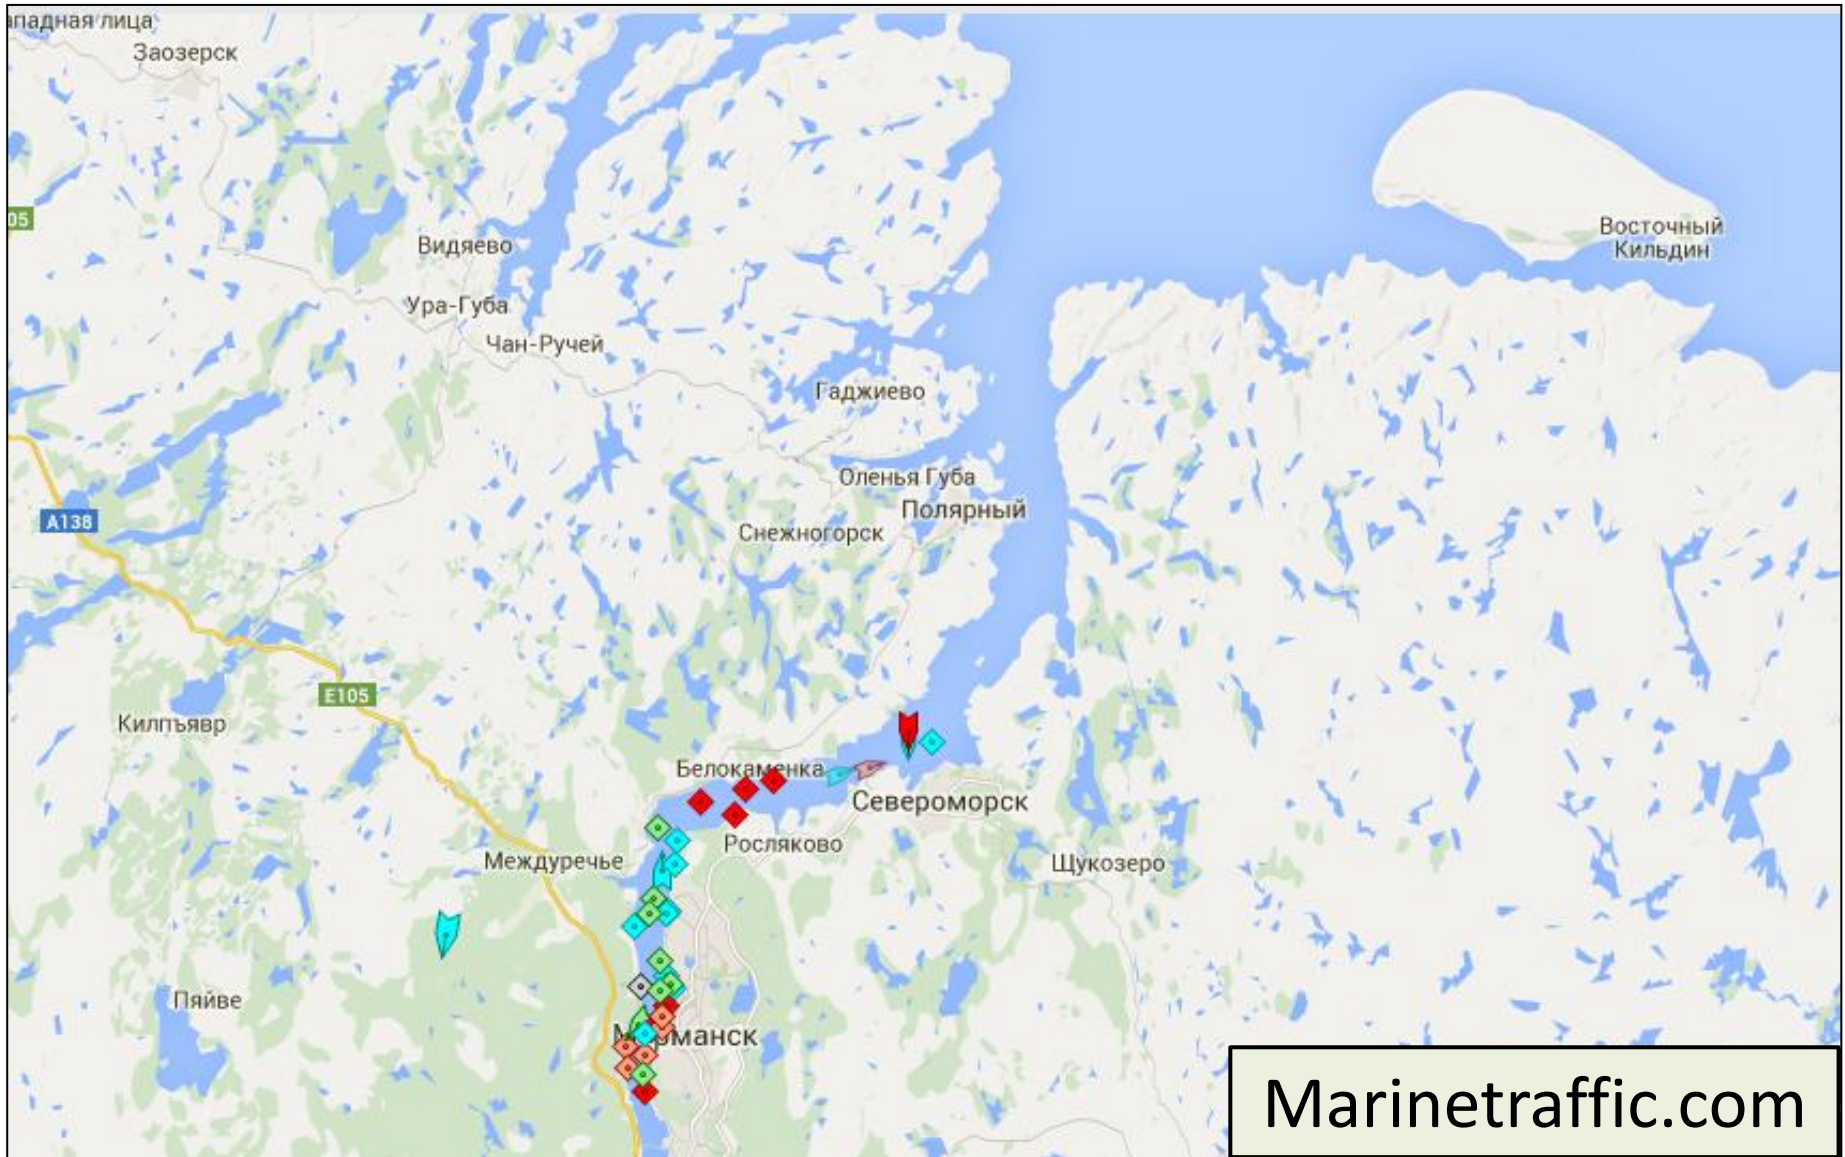 ападная лица
Заозерск
05
Восточный
Кильдин
Видяево
Ура-Губа
Чан-Ручей
Гаджиево
Оленья Губа
Полярный
A138
Снежногорск
E105
Килпъявр
Белокаменка
Североморск
Росляково
Междуречье
Щукозеро
Пяйве
Мурманск
Marinetraffic.com